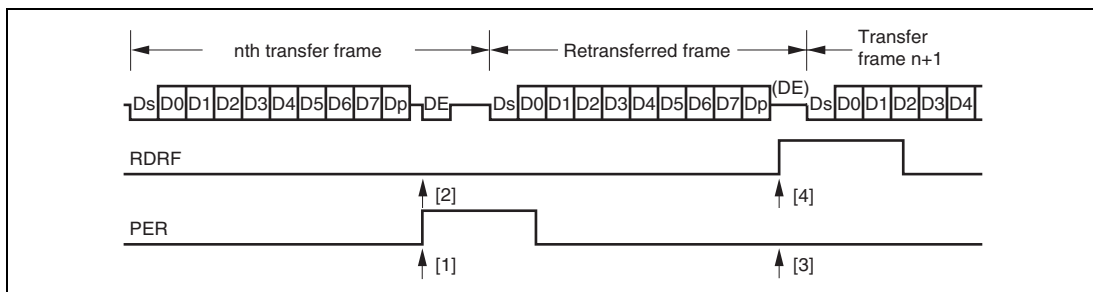 nth transfer frame Retransferred frame Transfer
frame n+1
Ds D0 D1 D2 D3 D4 D5 D6 D7 Dp DE Ds D0 D1 D2 D3 D4 D5 D6 D7 Dp (DE) Ds D0 D1 D2 D3 D4
RDRF
[2] [4]
PER
[1] [3]